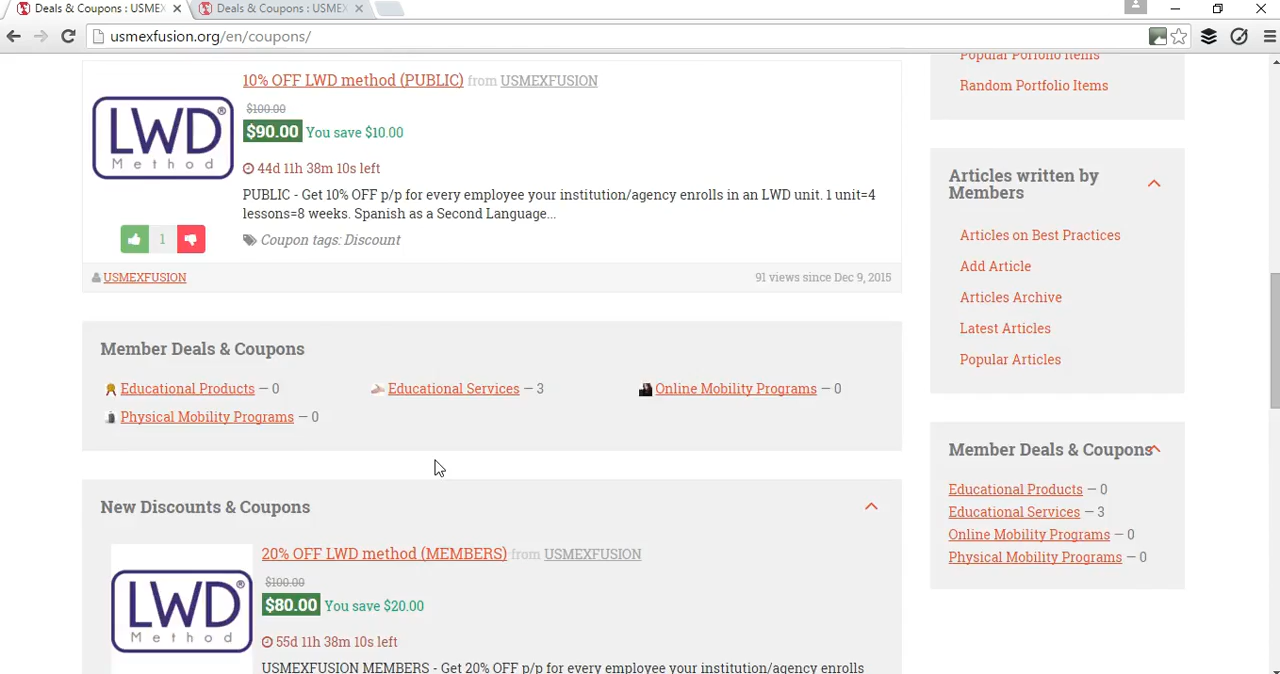 Deals & Coupons : USMEX
Deals & Coupons : USMEX
usmexfusion.org/en/coupons/
Popular Porfolio Items
Random Portfolio Items
10% OFF LWD method (PUBLIC) from USMEXFUSION
$100.00
$90.00 You save $10.00
44d 11h 38m 10s left
PUBLIC - Get 10% OFF p/p for every employee your institution/agency enrolls in an LWD unit. 1 unit=4
lessons=8 weeks. Spanish as a Second Language...
LWD®
Method
1
Coupon tags: Discount
USMEXFUSION
91 views since Dec 9, 2015
Member Deals & Coupons
Educational Products — 0
Educational Services — 3
Online Mobility Programs — 0
Physical Mobility Programs — 0
New Discounts & Coupons
20% OFF LWD method (MEMBERS) from USMEXFUSION
$100.00
$80.00 You save $20.00
55d 11h 38m 10s left
USMEXFUSION MEMBERS - Get 20% OFF p/p for every employee your institution/agency enrolls
LWD®
Method
Articles written by
Members
Articles on Best Practices
Add Article
Articles Archive
Latest Articles
Popular Articles
Member Deals & Coupons
Educational Products — 0
Educational Services — 3
Online Mobility Programs — 0
Physical Mobility Programs — 0